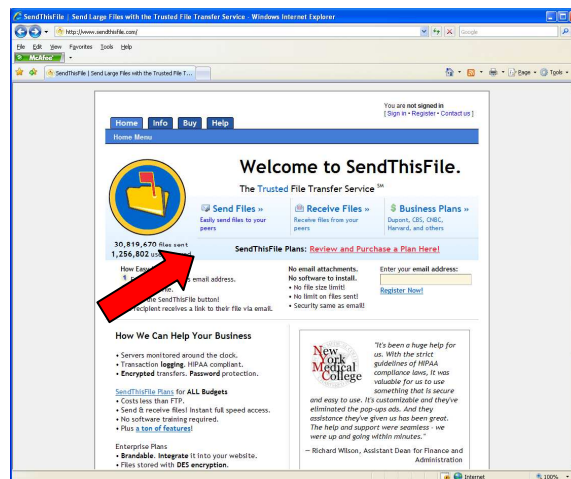 SendThisFile | Send Large Files with the Trusted File Transfer Service - Windows Internet Explorer
http://www.sendthisfile.com/
Google
File Edit View Favorites Tools Help
McAfee
SendThisFile | Send Large Files with the Trusted File T...
Page Tools
You are not signed in
[ Sign in • Register • Contact us ]
Home Info Buy Help
Home Menu
Welcome to SendThisFile.
The Trusted File Transfer Service SM
Send Files »
Easily send files to your
peers
Receive Files »
Receive files from your
peers
Business Plans »
Dupont, CBS, CNBC,
Harvard, and others
30,819,670 files sent
1,256,802
SendThisFile Plans: Review and Purchase a Plan Here!
How Easy
email address.
the SendThisFile button!
recipient receives a link to their file via email.
No email attachments.
No software to install.
• No file size limit!
• No limit on files sent!
• Security same as email!
Enter your email address:
Register Now!
How We Can Help Your Business
• Servers monitored around the clock.
• Transaction logging. HIPAA compliant.
• Encrypted transfers. Password protection.
SendThisFile Plans for ALL Budgets
• Costs less than FTP.
• Send & receive files! Instant full speed access.
• No software training required.
• Plus a ton of features!
Enterprise Plans
• Brandable. Integrate it into your website.
• Files stored with DES encryption.
New
York
Medical
College
"It's been a huge help for
us. With the strict
guidelines of HIPAA
compliance laws, it was
valuable for us to use
something that is secure
and easy to use. It's customizable and they've
eliminated the pop-ups ads. And they
assistance they've given us has been great.
The help and support were seamless - we
were up and going within minutes."
— Richard Wilson, Assistant Dean for Finance and
Administration
Internet
100%